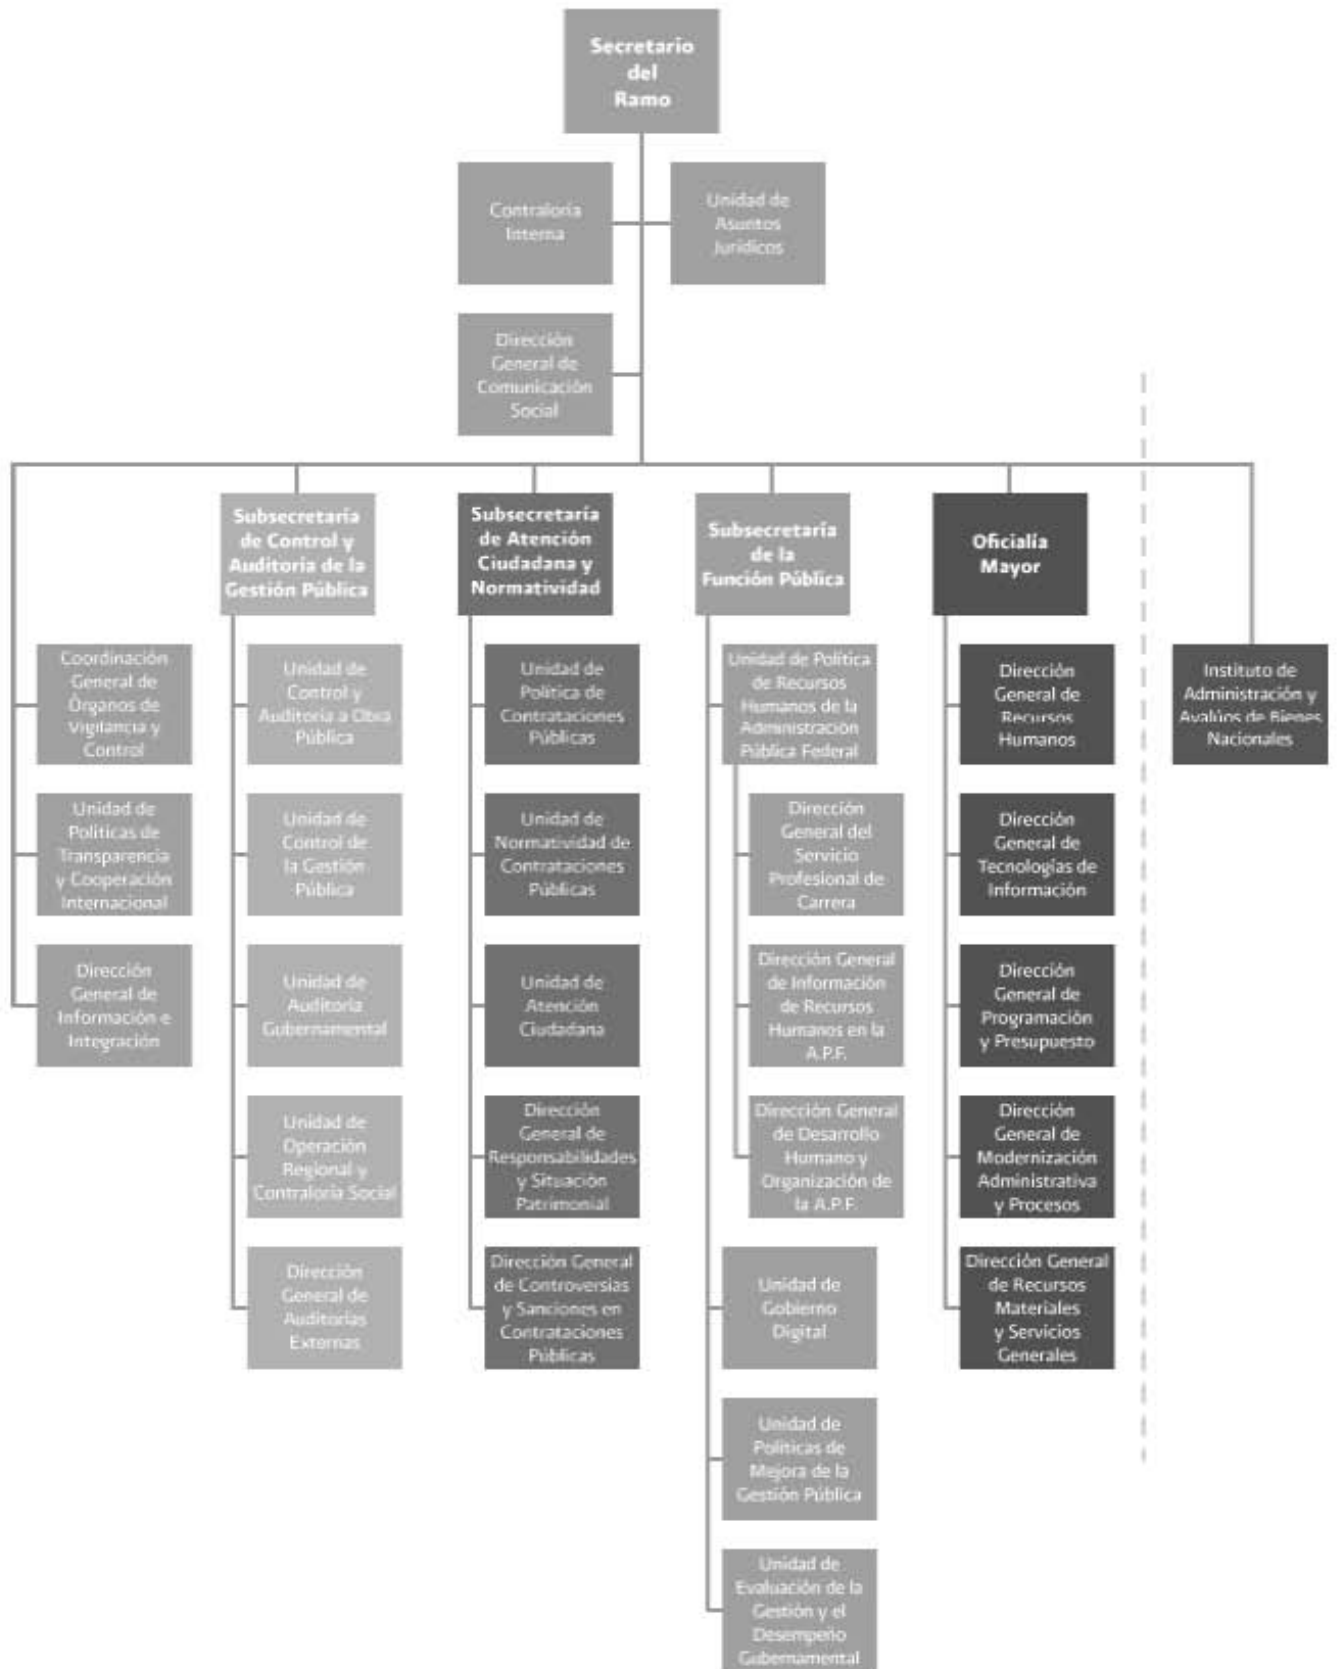 Secretario
del
Ramo
Contraloría
Interna
Unidad de
Asuntos
Jurídicos
Dirección
General de
Comunicación
Social
Subsecretaría
de Control y
Auditoría de la
Gestión Pública
Subsecretaría
de Atención
Ciudadana y
Normatividad
Subsecretaría
de la
Función Pública
Oficialía
Mayor
Coordinación
General de
Órganos de
Vigilancia y
Control
Unidad de
Políticas de
Transparencia
y Cooperación
Internacional
Dirección
General de
Información e
Integración
Unidad de
Control y
Auditoría a Obra
Pública
Unidad de
Control de
la Gestión
Pública
Unidad de
Auditoría
Gubernamental
Unidad de
Operación
Regional y
Contraloría Social
Dirección
General de
Auditorías
Externas
Unidad de
Política de
Contrataciones
Públicas
Unidad de
Normatividad de
Contrataciones
Públicas
Unidad de
Atención
Ciudadana
Dirección
General de
Responsabilidades
y Situación
Patrimonial
Dirección General
de Controversias
y Sanciones en
Contrataciones
Públicas
Unidad de Política
de Recursos
Humanos de la
Administración
Pública Federal
Dirección
General del
Servicio
Profesional de
Carrera
Dirección General
de Información
de Recursos
Humanos en la
A.P.F.
Dirección General
de Desarrollo
Humano y
Organización de
la A.P.F.
Unidad de
Gobierno
Digital
Unidad de
Políticas de
Mejora de la
Gestión Pública
Unidad de
Evaluación de la
Gestión y el
Desempeño
Gubernamental
Dirección
General de
Recursos
Humanos
Dirección
General de
Tecnologías de
Información
Dirección
General de
Programación
y Presupuesto
Dirección
General de
Modernización
Administrativa
y Procesos
Dirección General
de Recursos
Materiales
y Servicios
Generales
Instituto de
Administración y
Avalúos de Bienes
Nacionales